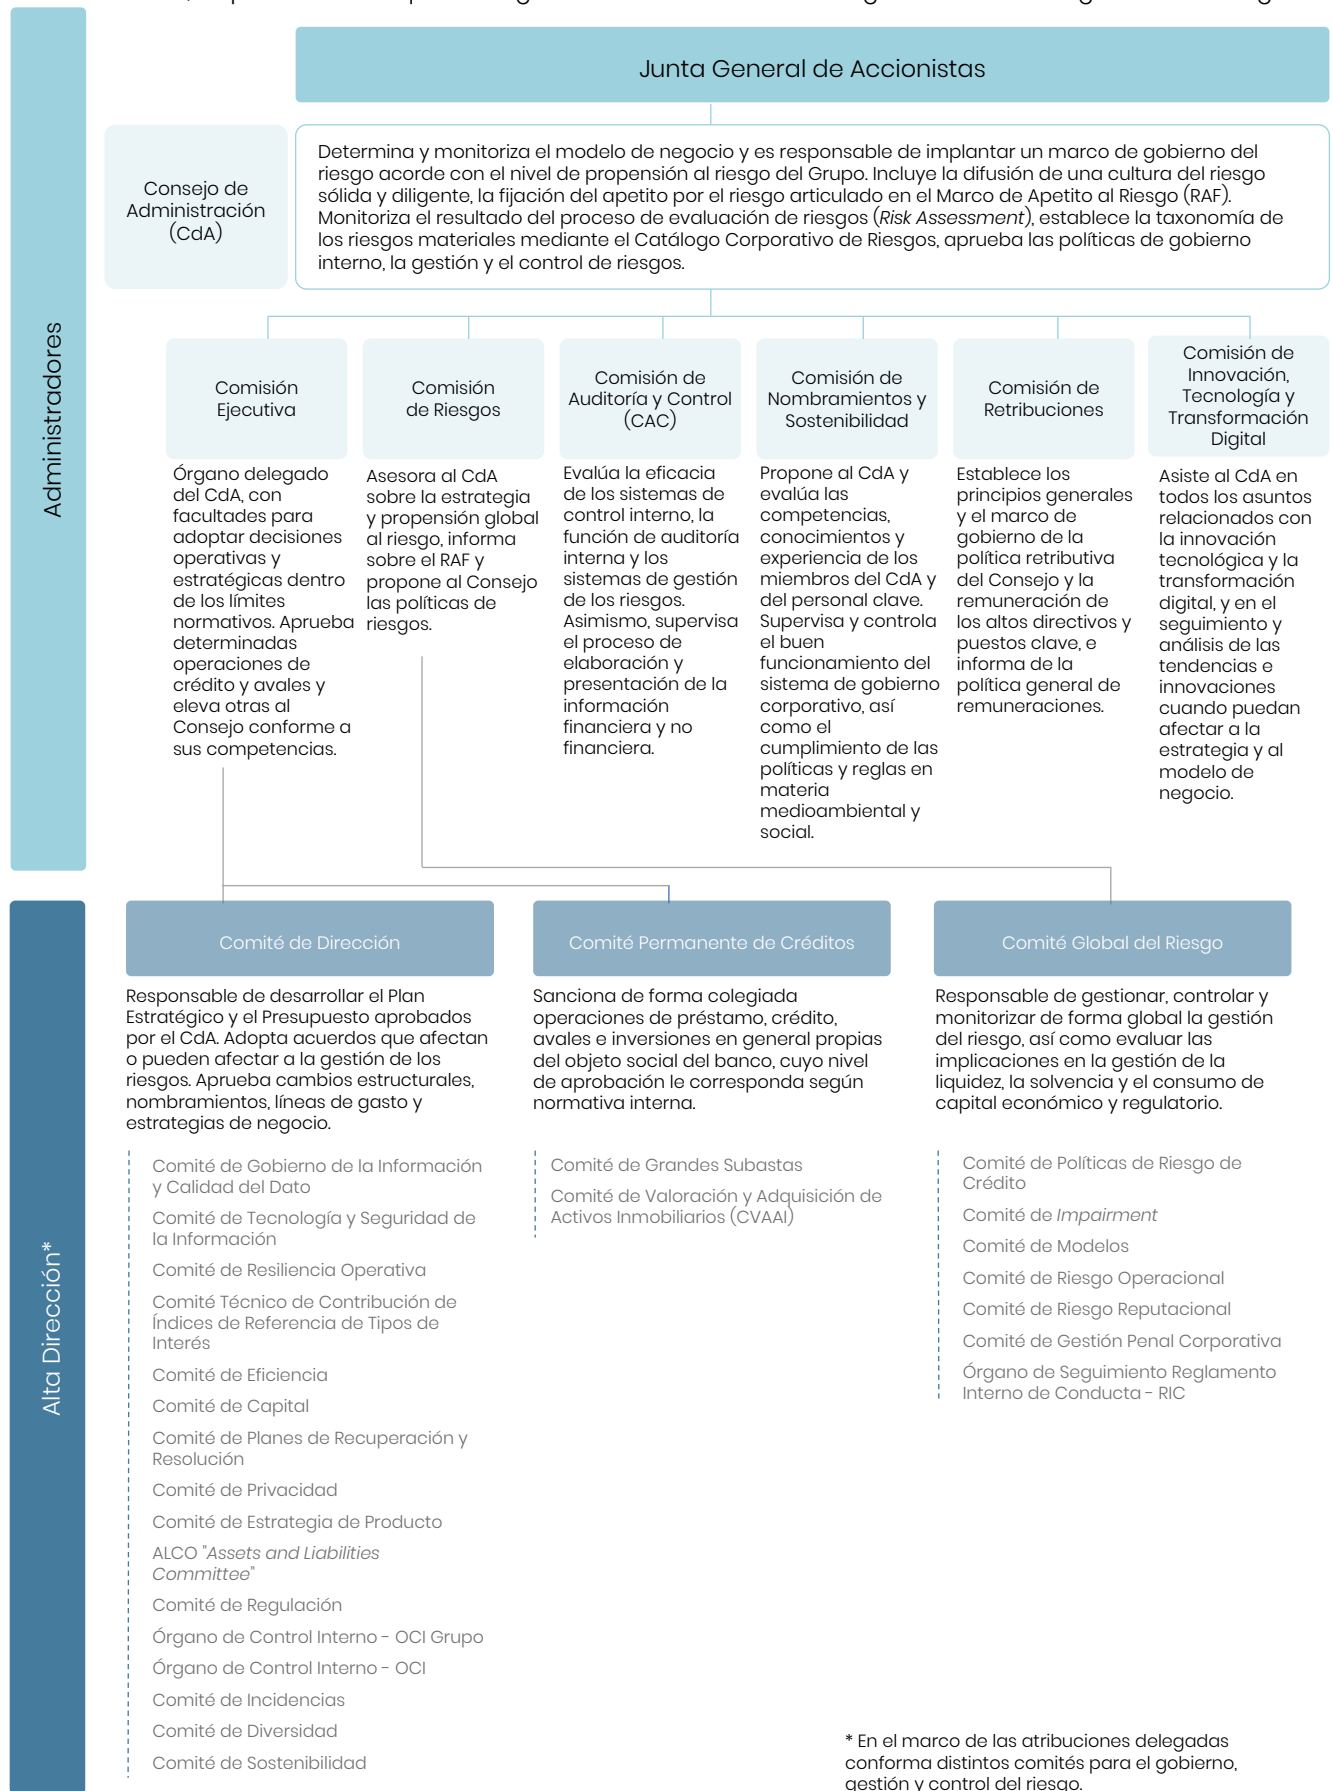 Junta General de Accionistas
Consejo de
Administración
(CdA)
Determina y monitoriza el modelo de negocio y es responsable de implantar un marco de gobierno del
riesgo acorde con el nivel de propensión al riesgo del Grupo. Incluye la difusión de una cultura del riesgo
sólida y diligente, la fijación del apetito por el riesgo articulado en el Marco de Apetito al Riesgo (RAF).
Monitoriza el resultado del proceso de evaluación de riesgos (Risk Assessment), establece la taxonomía de
los riesgos materiales mediante el Catálogo Corporativo de Riesgos, aprueba las políticas de gobierno
interno, la gestión y el control de riesgos.
Administradores
Comisión
Ejecutiva
Órgano delegado
del CdA, con
facultades para
adoptar decisiones
operativas y
estratégicas dentro
de los límites
normativos. Aprueba
determinadas
operaciones de
crédito y avales y
eleva otras al
Consejo conforme a
sus competencias.
Comisión
de Riesgos
Asesora al CdA
sobre la estrategia
y propensión global
al riesgo, informa
sobre el RAF y
propone al Consejo
las políticas de
riesgos.
Comisión de
Auditoría y Control
(CAC)
Evalúa la eficacia
de los sistemas de
control interno, la
función de auditoría
interna y los
sistemas de gestión
de los riesgos.
Asimismo, supervisa
el proceso de
elaboración y
presentación de la
información
financiera y no
financiera.
Comisión de
Nombramientos y
Sostenibilidad
Propone al CdA y
evalúa las
competencias,
conocimientos y
experiencia de los
miembros del CdA y
del personal clave.
Supervisa y controla
el buen
funcionamiento del
sistema de gobierno
corporativo, así
como el
cumplimiento de las
políticas y reglas en
materia
medioambiental y
social.
Comisión de
Retribuciones
Establece los
principios generales
y el marco de
gobierno de la
política retributiva
del Consejo y la
remuneración de
los altos directivos y
puestos clave, e
informa de la
política general de
remuneraciones.
Comisión de
Innovación,
Tecnología y
Transformación
Digital
Asiste al CdA en
todos los asuntos
relacionados con
la innovación
tecnológica y la
transformación
digital, y en el
seguimiento y
análisis de las
tendencias e
innovaciones
cuando puedan
afectar a la
estrategia y al
modelo de
negocio.
Alta Dirección*
Comité de Dirección
Responsable de desarrollar el Plan
Estratégico y el Presupuesto aprobados
por el CdA. Adopta acuerdos que afectan
o pueden afectar a la gestión de los
riesgos. Aprueba cambios estructurales,
nombramientos, líneas de gasto y
estrategias de negocio.
Comité de Gobierno de la Información
y Calidad del Dato
Comité de Tecnología y Seguridad de
la Información
Comité de Resiliencia Operativa
Comité Técnico de Contribución de
Índices de Referencia de Tipos de
Interés
Comité de Eficiencia
Comité de Capital
Comité de Planes de Recuperación y
Resolución
Comité de Privacidad
Comité de Estrategia de Producto
ALCO "Assets and Liabilities
Committee"
Comité de Regulación
Órgano de Control Interno - OCI Grupo
Órgano de Control Interno - OCI
Comité de Incidencias
Comité de Diversidad
Comité de Sostenibilidad
Comité Permanente de Créditos
Sanciona de forma colegiada
operaciones de préstamo, crédito,
avales e inversiones en general propias
del objeto social del banco, cuyo nivel
de aprobación le corresponda según
normativa interna.
Comité de Grandes Subastas
Comité de Valoración y Adquisición de
Activos Inmobiliarios (CVAAI)
Comité Global del Riesgo
Responsable de gestionar, controlar y
monitorizar de forma global la gestión
del riesgo, así como evaluar las
implicaciones en la gestión de la
liquidez, la solvencia y el consumo de
capital económico y regulatorio.
Comité de Políticas de Riesgo de
Crédito
Comité de Impairment
Comité de Modelos
Comité de Riesgo Operacional
Comité de Riesgo Reputacional
Comité de Gestión Penal Corporativa
Órgano de Seguimiento Reglamento
Interno de Conducta - RIC
* En el marco de las atribuciones delegadas
conforma distintos comités para el gobierno,
gestión y control del riesgo.